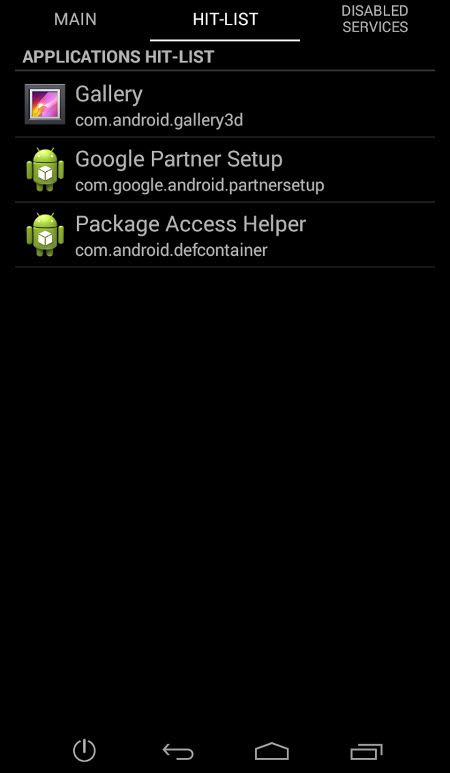 MAIN
HIT-LIST
DISABLED
SERVICES
APPLICATIONS HIT-LIST
Gallery
com.android.gallery3d
Google Partner Setup
com.google.android.partnersetup
Package Access Helper
com.android.defcontainer